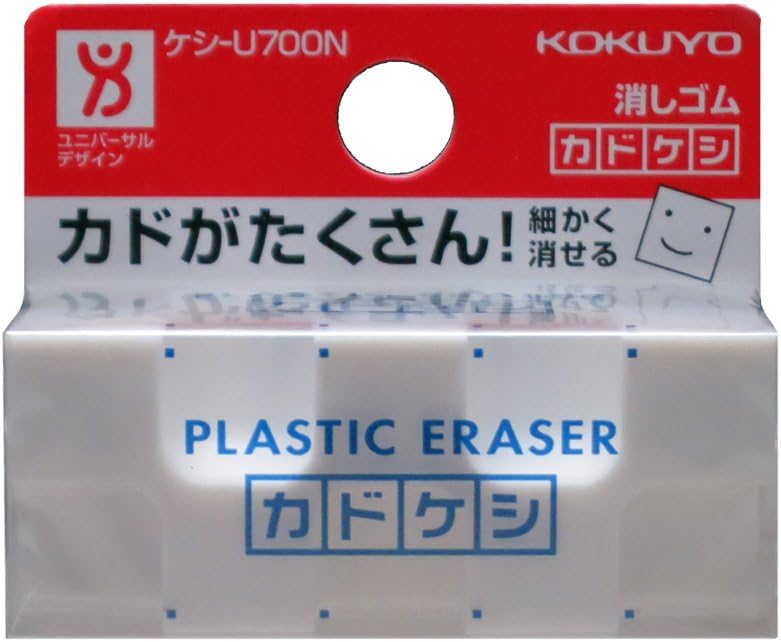 ケシ-U700N
KOKUYO
ユニバーサル
デザイン
消しゴム
カドケシ
カドがたくさん!
細かく
消せる
PLASTIC ERASER
カドケシ